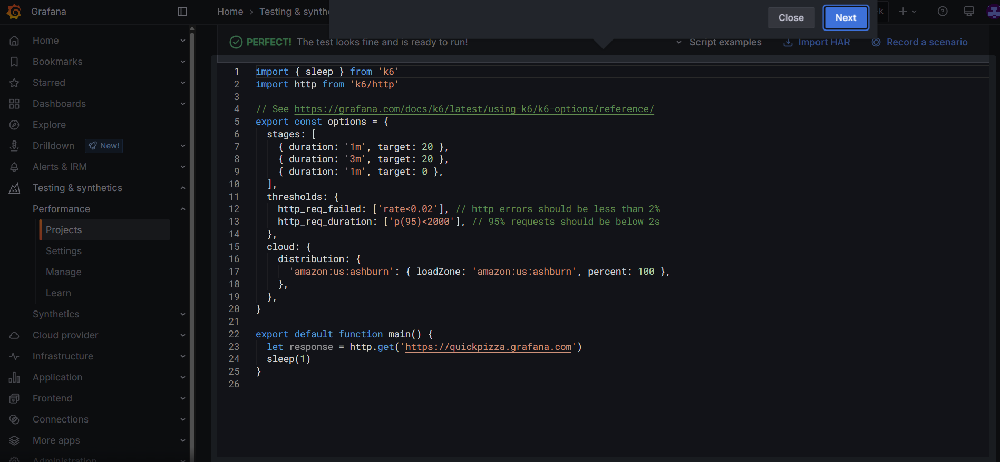 Grafana
Home
Bookmarks
Starred
Dashboards
Explore
Drilldown New!
Alerts & IRM
Testing & synthetics
Performance
Projects
Settings
Manage
Learn
Synthetics
Cloud provider
Infrastructure
Application
Frontend
Connections
More apps
Administration
Home › Testing & synthe
k
Close Next
PERFECT! The test looks fine and is ready to run!
Script examples Import HAR Record a scenario
1 import { sleep } from 'k6'
2 import http from 'k6/http'
3
4 // See https://grafana.com/docs/k6/latest/using-k6/k6-options/reference/
5 export const options = {
6 stages: [
7 { duration: '1m', target: 20 },
8 { duration: '3m', target: 20 },
9 { duration: '1m', target: 0 },
10 ],
11 thresholds: {
12 http_req_failed: ['rate<0.02'], // http errors should be less than 2%
13 http_req_duration: ['p(95)<2000'], // 95% requests should be below 2s
14 },
15 cloud: {
16 distribution: {
17 'amazon:us:ashburn': { loadZone: 'amazon:us:ashburn', percent: 100 },
18 },
19 },
20 }
21
22 export default function main() {
23 let response = http.get('https://quickpizza.grafana.com')
24 sleep(1)
25 }
26